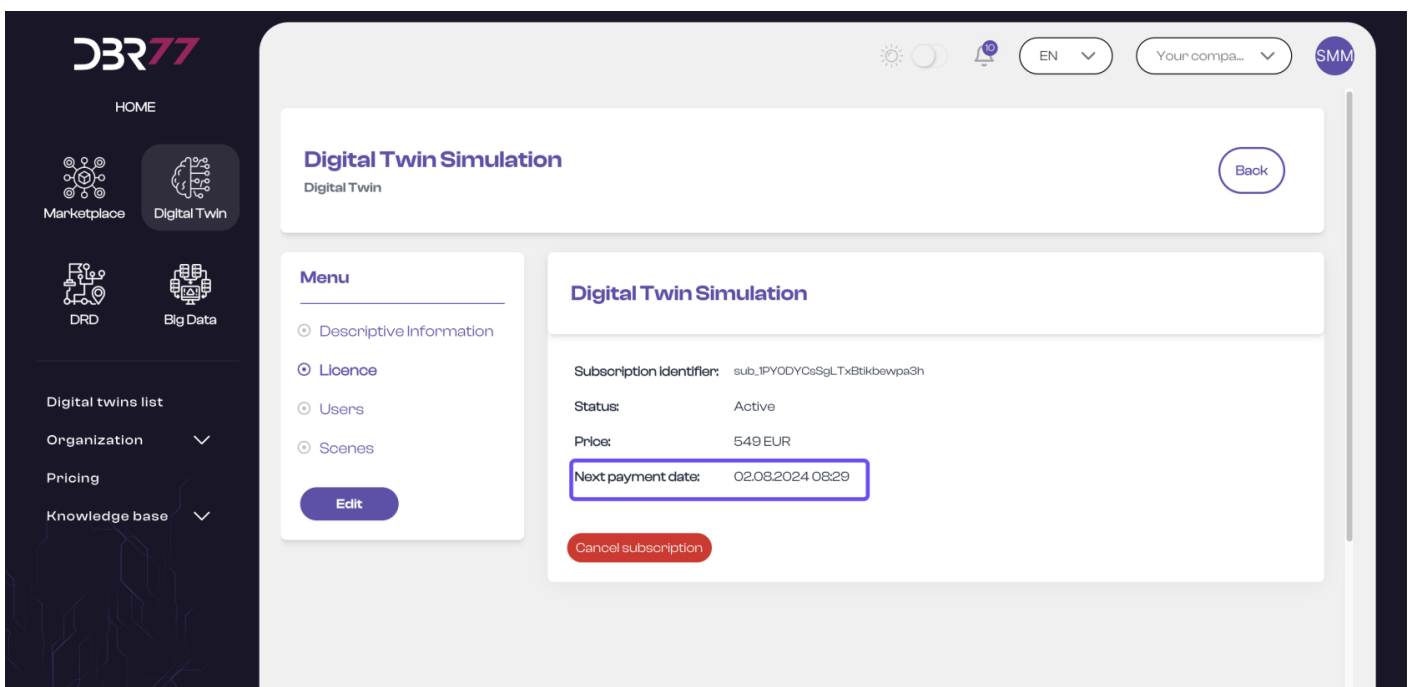 DBR77
10
EN
Your compa...
SMM
HOME
Marketplace
Digital Twin
DRD
Big Data
Digital twins list
Organization
Pricing
Knowledge base
Digital Twin Simulation
Digital Twin
Back
Menu
Descriptive Information
Licence
Users
Scenes
Edit
Digital Twin Simulation
Subscription identifier: sub_1PY0DYCsSgLTxBtikbewpa3h
Status: Active
Price: 549 EUR
Next payment date: 02.08.2024 08:29
Cancel subscription